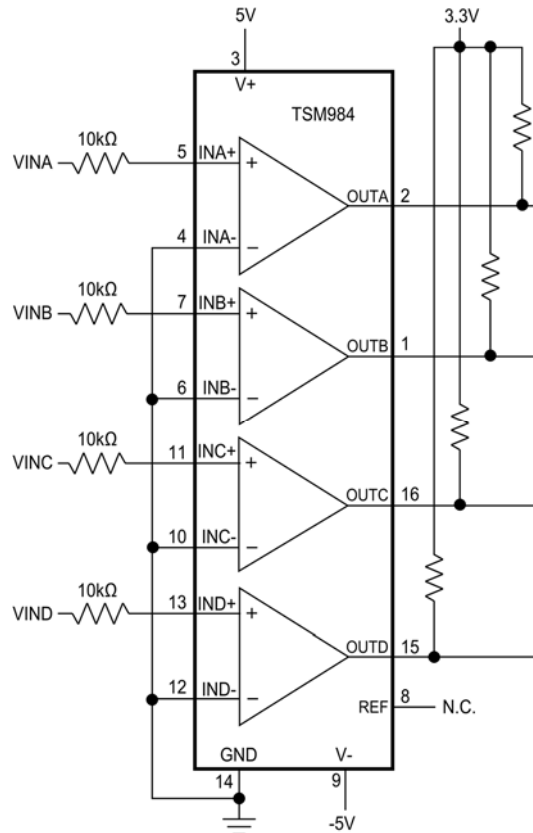 5V
3.3V
3
V+
TSM984
10kΩ
VINA
5
INA+
+
OUTA
2
4
INA-
−
10kΩ
7
INB+
VINB
+
OUTB
1
6
INB-
−
10kΩ
11
INC+
VINC
+
OUTC
16
10
INC-
−
10kΩ
13
IND+
VIND
+
OUTD
15
12
IND-
−
8
REF
N.C.
GND
V-
14
9
-5V